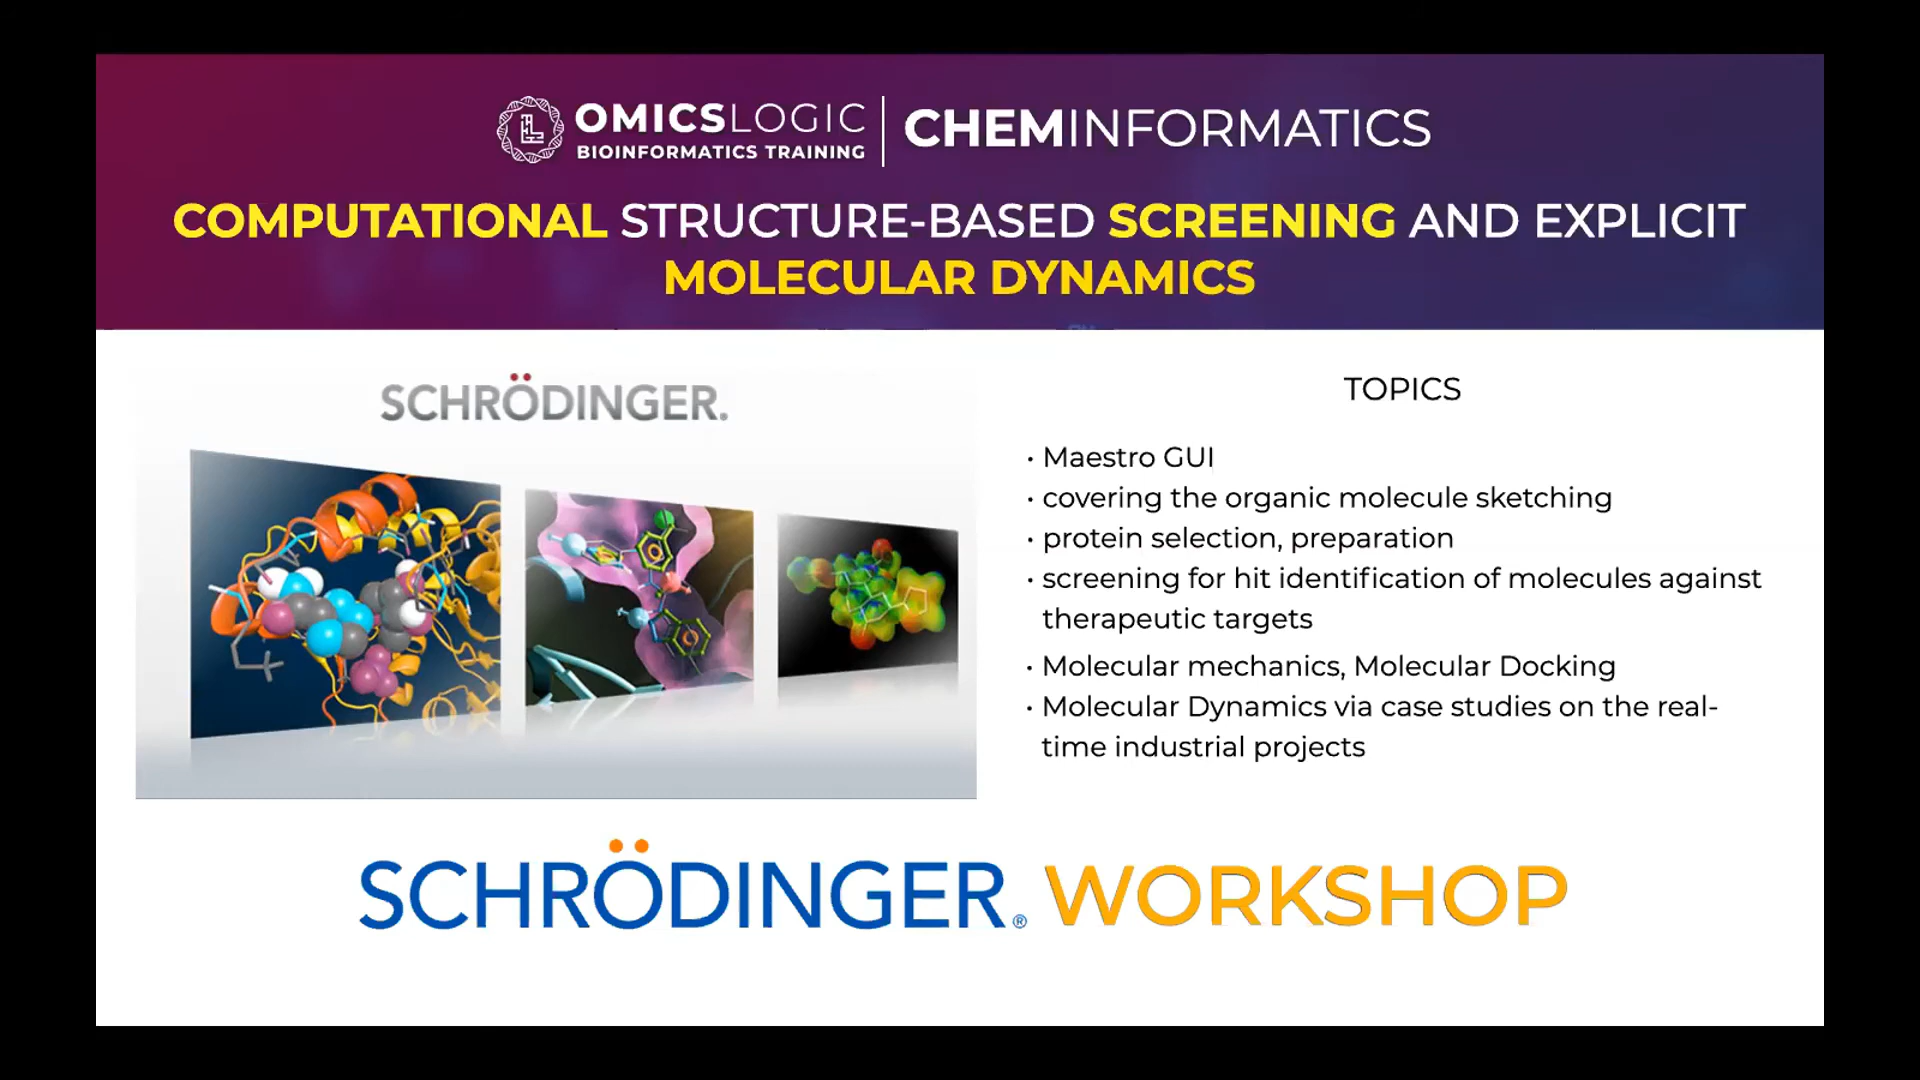 OMICSLOGIC
BIOINFORMATICS TRAINING
CHEMINFORMATICS
COMPUTATIONAL STRUCTURE-BASED SCREENING AND EXPLICIT
MOLECULAR DYNAMICS
SCHRÖDINGER.
TOPICS
· Maestro GUI
· covering the organic molecule sketching
· protein selection, preparation
· screening for hit identification of molecules against
therapeutic targets
· Molecular mechanics, Molecular Docking
· Molecular Dynamics via case studies on the real-
time industrial projects
SCHRÖDINGER® WORKSHOP